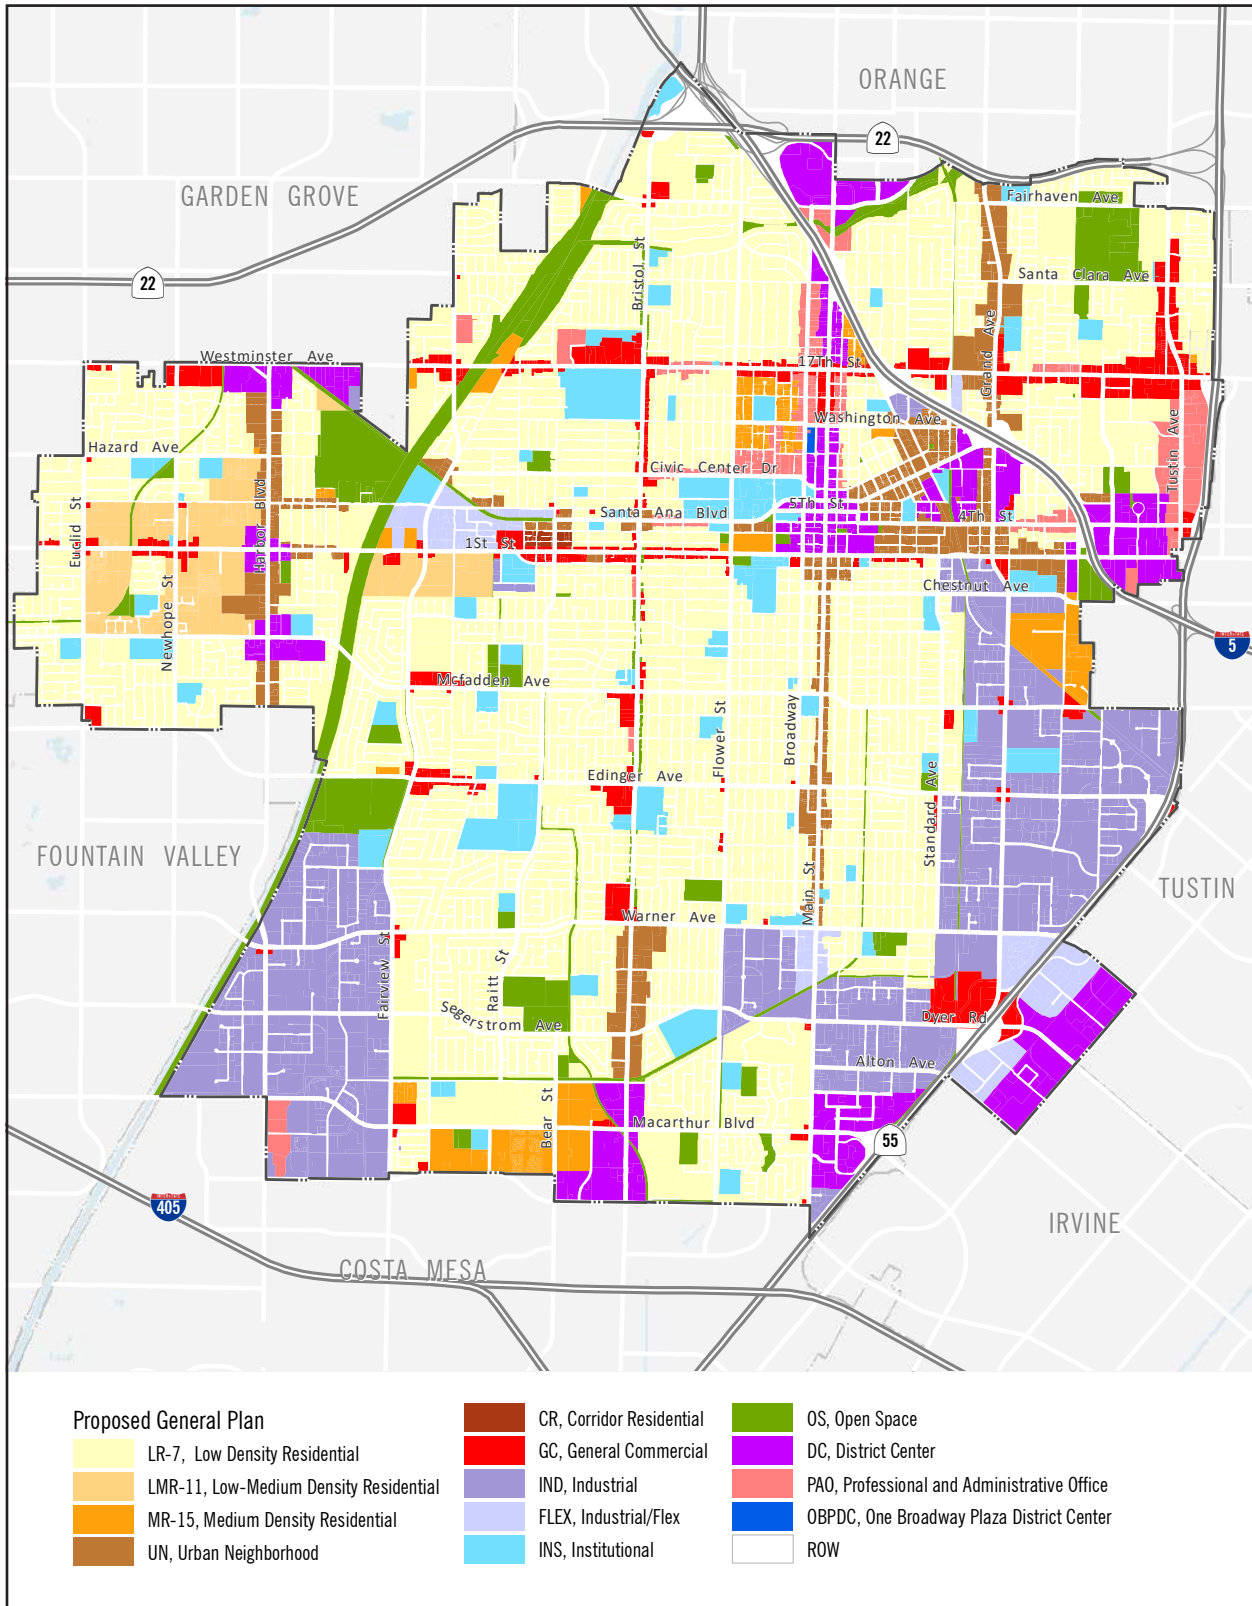 ORANGE
22
GARDEN GROVE
Fairhaven Ave
Bristol St
Santa Clara Ave
22
Grand Ave
Westminster Ave
17Th St
Washington Ave
Tustin Ave
Hazard Ave
Civic Center Dr
Euclid St
Harbor Blvd
5Th St
Santa Ana Blvd
4Th St
1St St
Chestnut Ave
Newhope St
INTERSTATE
5
Mcfadden Ave
Flower St
Broadway
Edinger Ave
Standard Ave
FOUNTAIN VALLEY
TUSTIN
Main St
Warner Ave
Fairview St
Raitt St
Segerstrom Ave
Dyer Rd
Alton Ave
Bear St
Macarthur Blvd
55
INTERSTATE
405
IRVINE
COSTA MESA
Proposed General Plan
LR-7, Low Density Residential
LMR-11, Low-Medium Density Residential
MR-15, Medium Density Residential
UN, Urban Neighborhood
CR, Corridor Residential
GC, General Commercial
IND, Industrial
FLEX, Industrial/Flex
INS, Institutional
OS, Open Space
DC, District Center
PAO, Professional and Administrative Office
OBPDC, One Broadway Plaza District Center
ROW